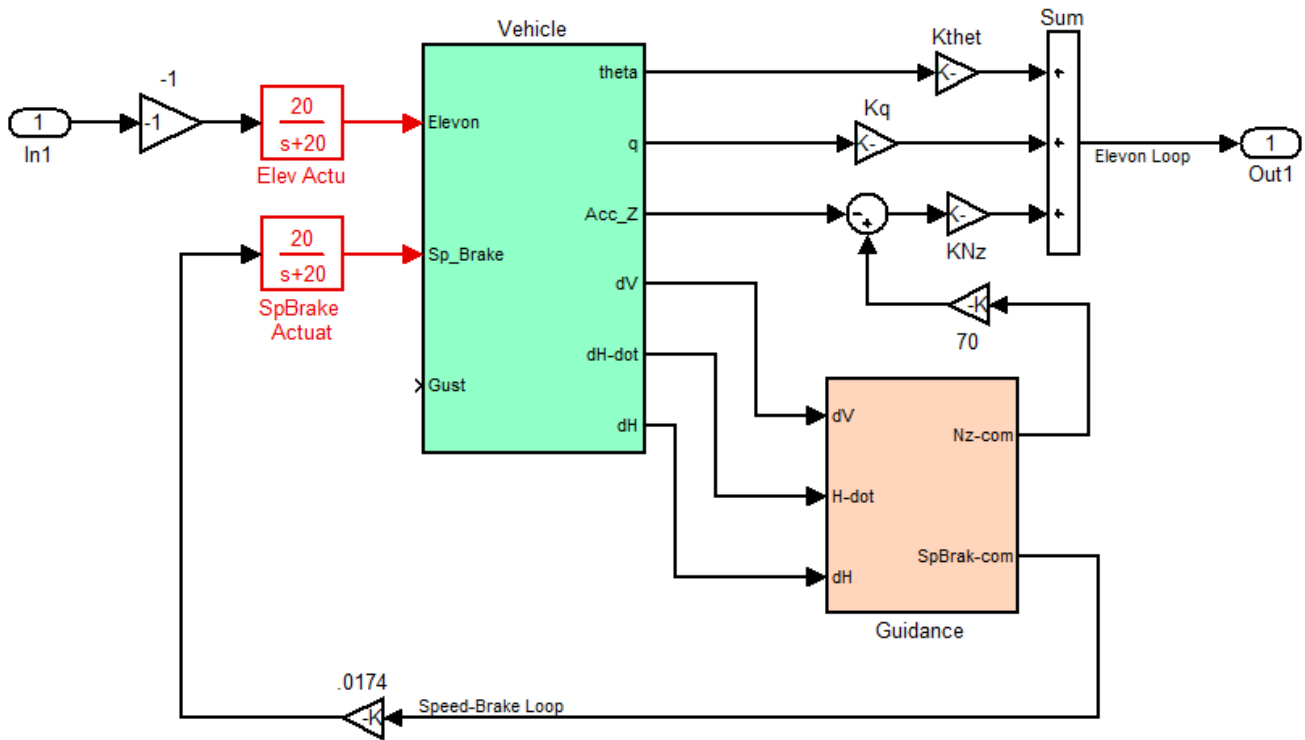 Vehicle
Sum
Kthet
-1
theta
K-
+
1
In1
-1
20
s+20
Elev Actu
Elevon
q
Kq
K-
+
Elevon Loop
1
Out1
Acc_Z
-
+
K-
KNz
+
20
s+20
SpBrake
Actuat
Sp_Brake
dV
-K
70
dH-dot
Gust
dH
dV
Nz-com
H-dot
SpBrak-com
dH
Guidance
.0174
-K
Speed-Brake Loop